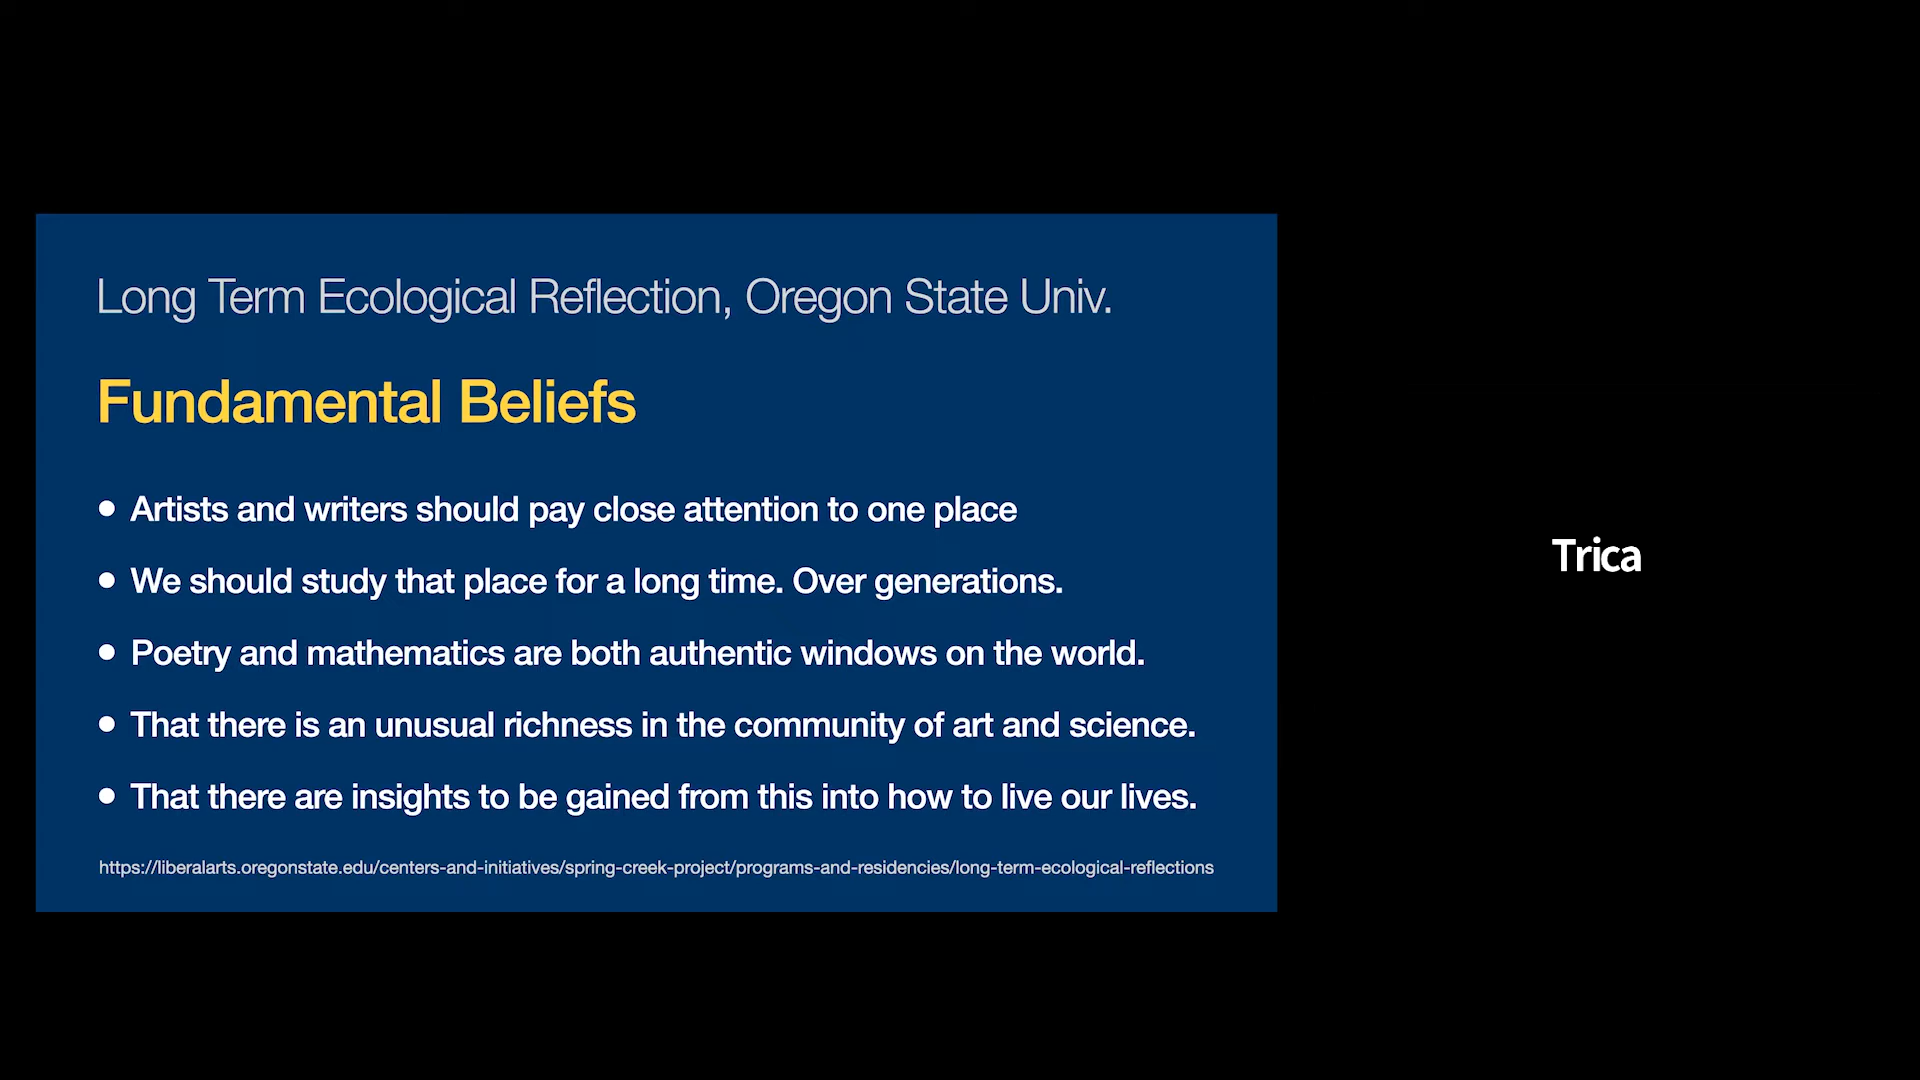 Long Term Ecological Reflection, Oregon State Univ.
Fundamental Beliefs
• Artists and writers should pay close attention to one place
• We should study that place for a long time. Over generations.
• Poetry and mathematics are both authentic windows on the world.
• That there is an unusual richness in the community of art and science.
• That there are insights to be gained from this into how to live our lives.
https://liberalarts.oregonstate.edu/centers-and-initiatives/spring-creek-project/programs-and-residencies/long-term-ecological-reflections
Trica